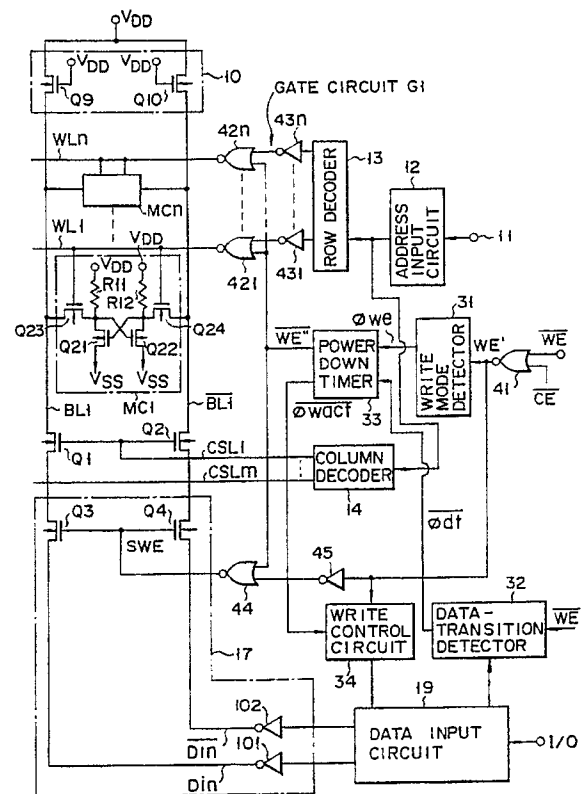 VDD
VDD VDD
10
Q9 Q10
GATE CIRCUIT G1
WLn
42n 43n
13
12
MCn
ROW DECODER
ADDRESS
INPUT
CIRCUIT
11
WL1
VDD
421 431
VDD
R11
R12
Q23 Q24
Q21 Q22
VSS VSS
MC1
φwe
31
WE"
POWER
DOWN
TIMER
33
WRITE
MODE
DETECTOR
WE'
WE
CE
41
φwact
BL1 BL1
Q1 Q2
CSL1
CSLm
COLUMN
DECODER
14
φdt
Q3 Q4
SWE
44
45
32
17
WRITE
CONTROL
CIRCUIT
34
DATA-
TRANSITION
DETECTOR
WE
19
102
Din
101
Din
DATA INPUT
CIRCUIT
I/O